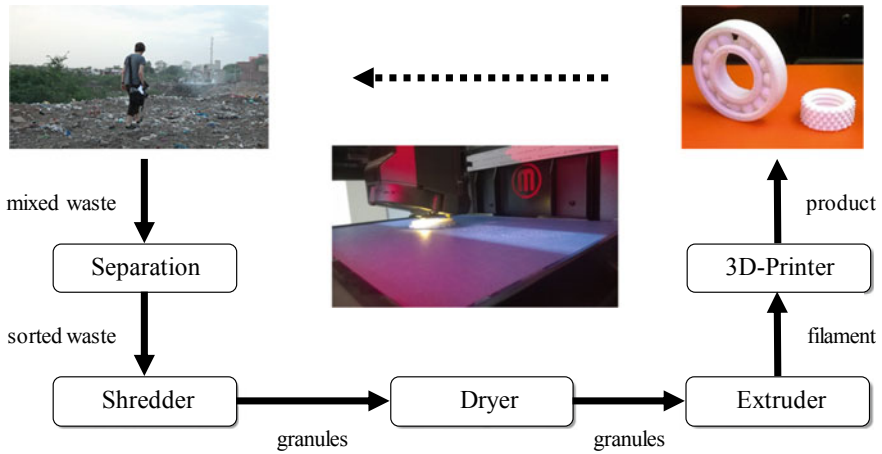 mixed waste
Separation
sorted waste
Shredder
granules
Dryer
granules
Extruder
filament
3D-Printer
product